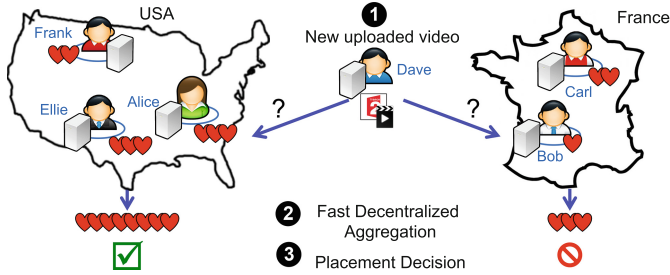 USA
1
France
New uploaded video
Frank
Dave
Carl
Ellie
Alice
?
?
Bob
2 Fast Decentralized
Aggregation
3 Placement Decision